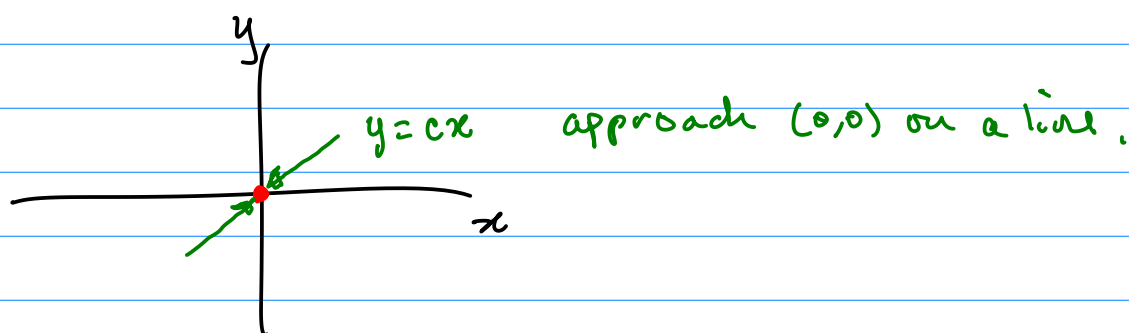 y
y = cx approach (0,0) on a line.
x